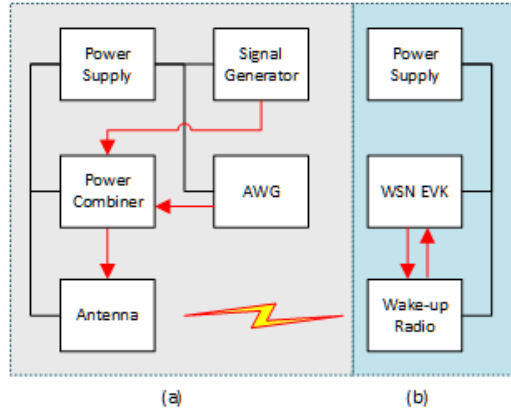 Power
Supply
Signal
Generator
Power
Supply
Power
Combiner
AWG
WSN EVK
Antenna
Wake-up
Radio
(a)
(b)